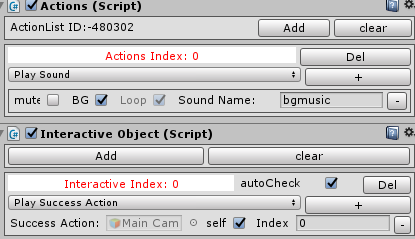 Actions (Script)
ActionList ID:-480302 Add clear
Actions Index: 0 Del
Play Sound +
mute BG Loop Sound Name: bgmusic -
Interactive Object (Script)
Add clear
Interactive Index: 0 autoCheck Del
Play Success Action +
Success Action: Main Cam self Index 0 -